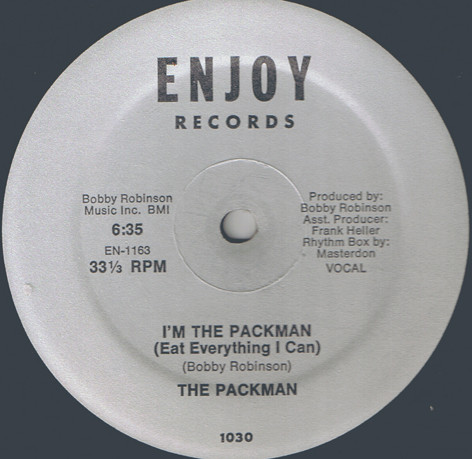 ENJOY
RECORDS
Bobby Robinson
Music Inc. BMI
6:35
EN-1163
33⅓ RPM
Produced by:
Bobby Robinson
Asst. Producer:
Frank Heller
Rhythm Box by:
Masterdon
VOCAL
I'M THE PACKMAN
(Eat Everything I Can)
(Bobby Robinson)
THE PACKMAN
1030